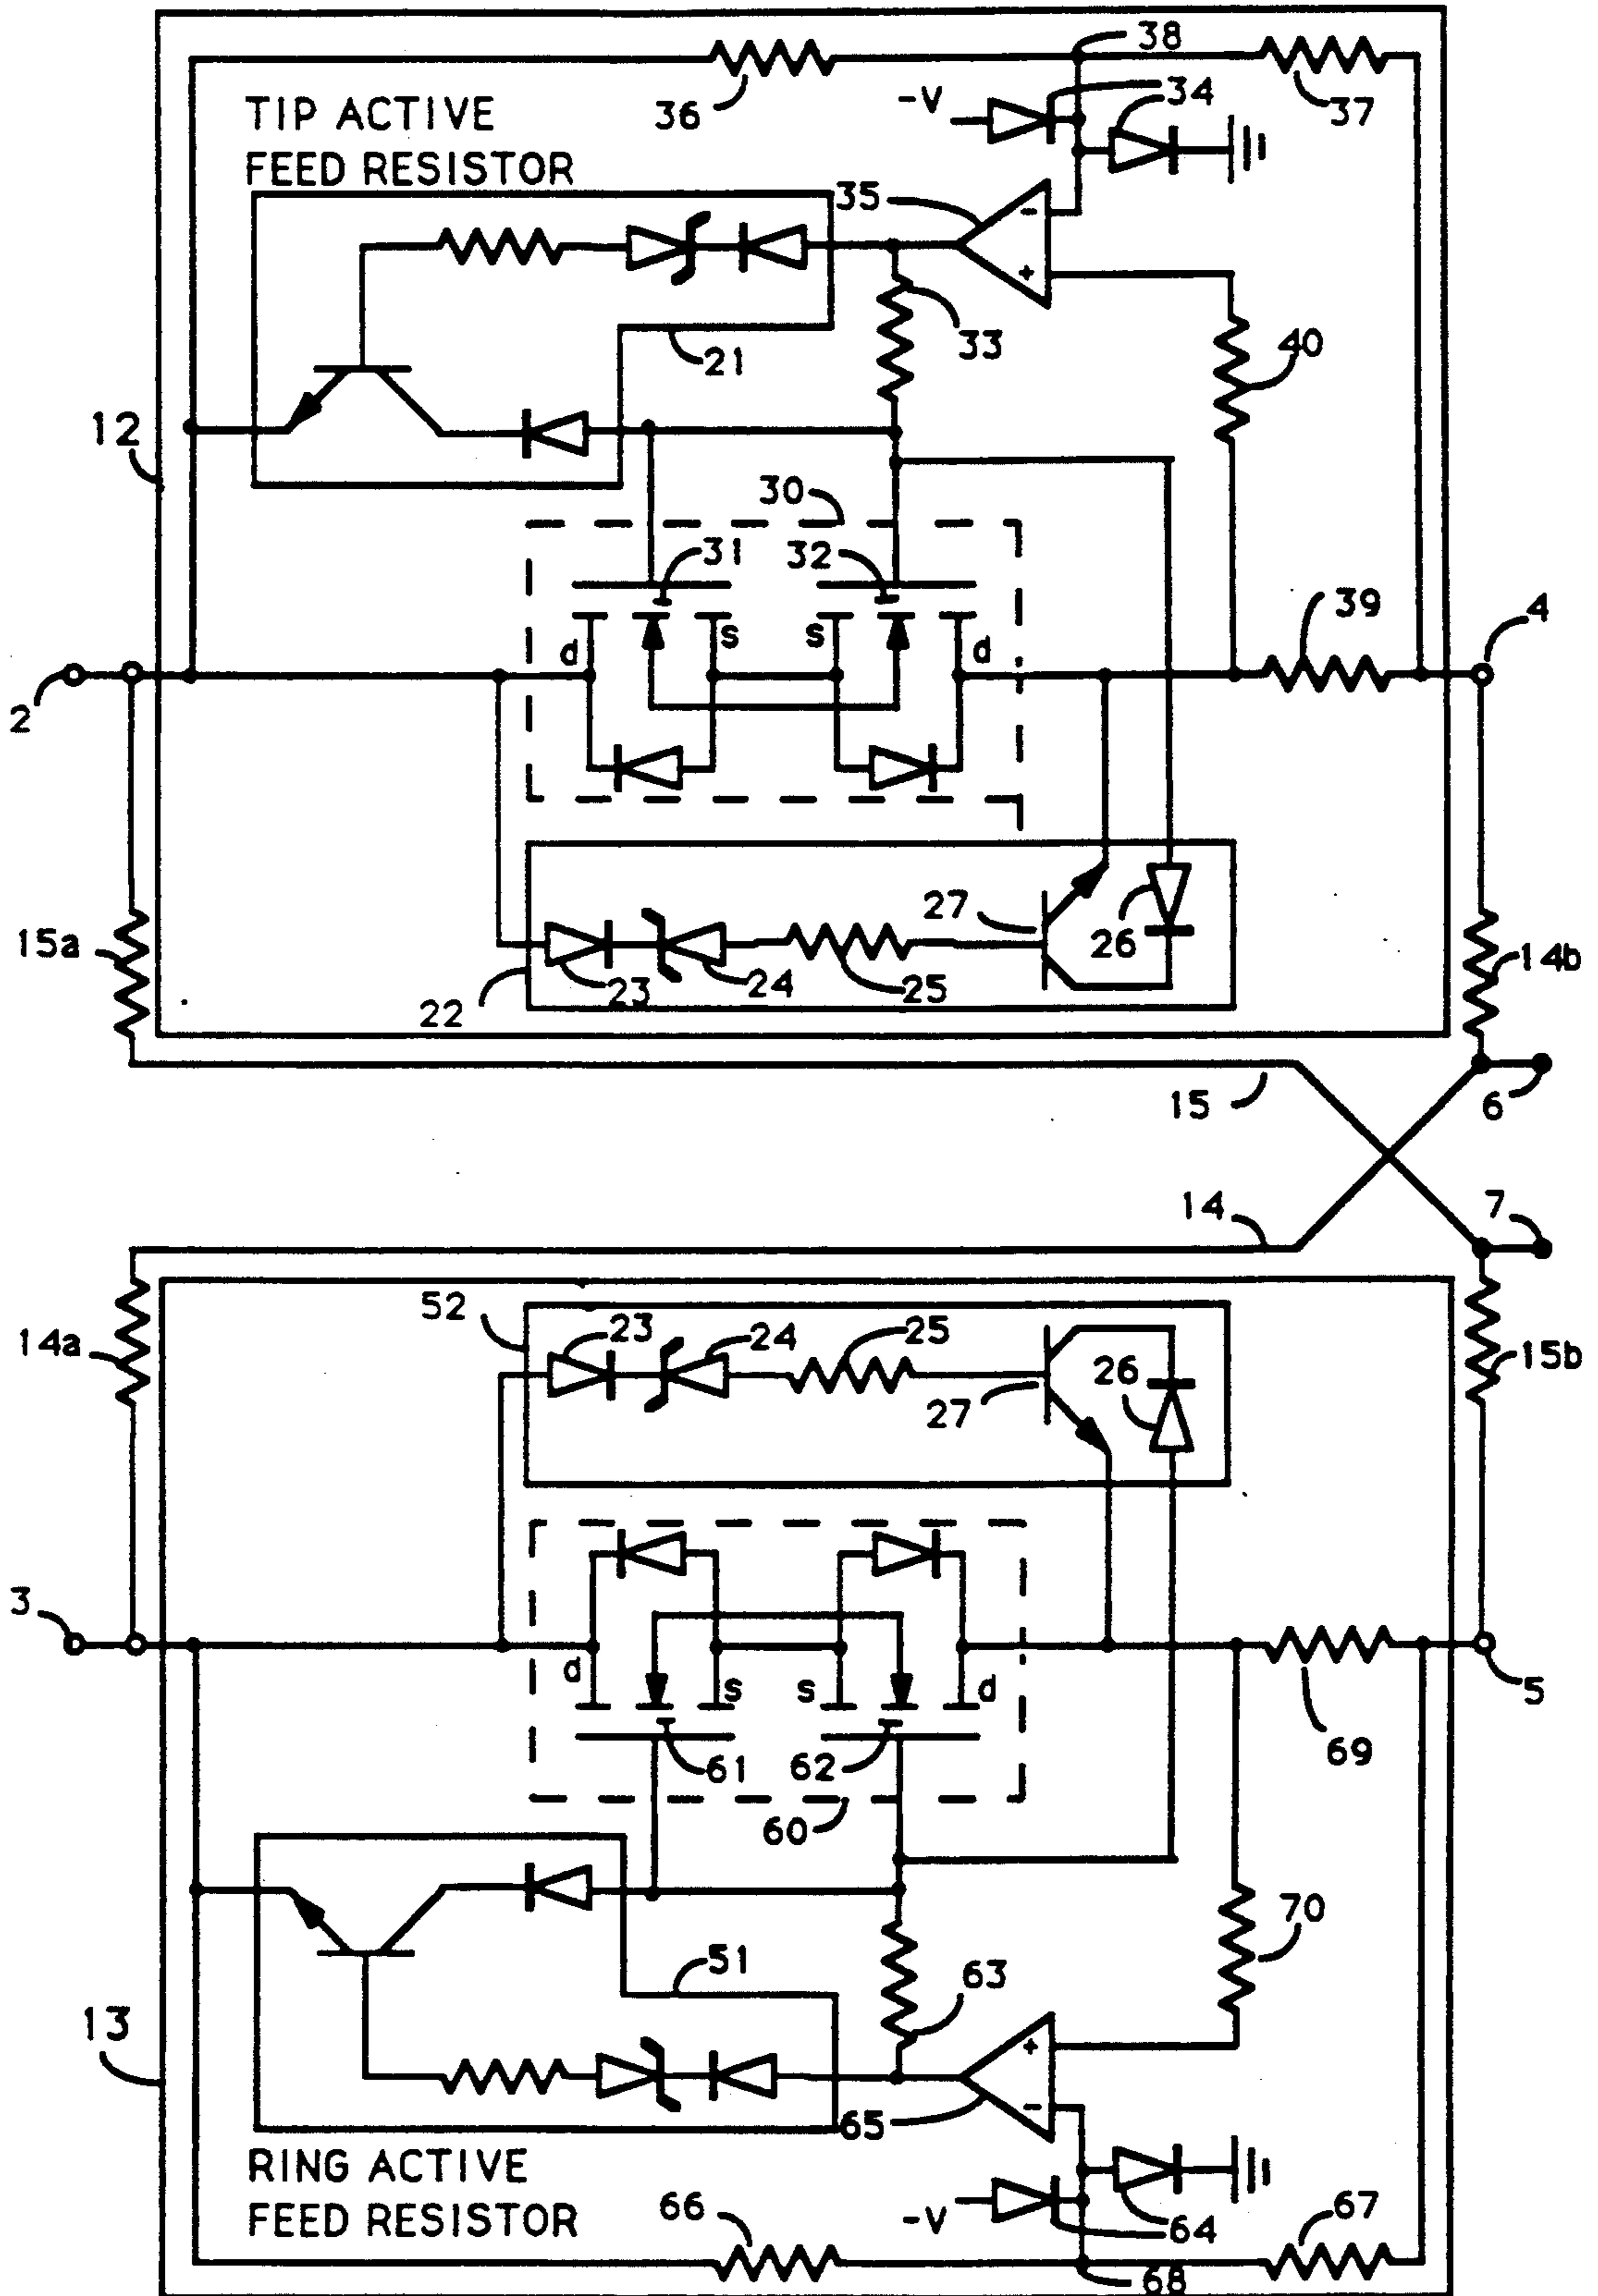 38
36
-V
34
37
TIP ACTIVE
FEED RESISTOR
35
-
+
33
40
21
12
30
31
32
39
4
d
s
s
d
2
27
26
15a
23
24
25
14b
22
15
6
14
7
52
23
24
25
14a
26
15b
27
3
d
s
s
d
5
61
62
69
60
70
51
63
13
+
-
65
RING ACTIVE
FEED RESISTOR
66
-V
64
67
68